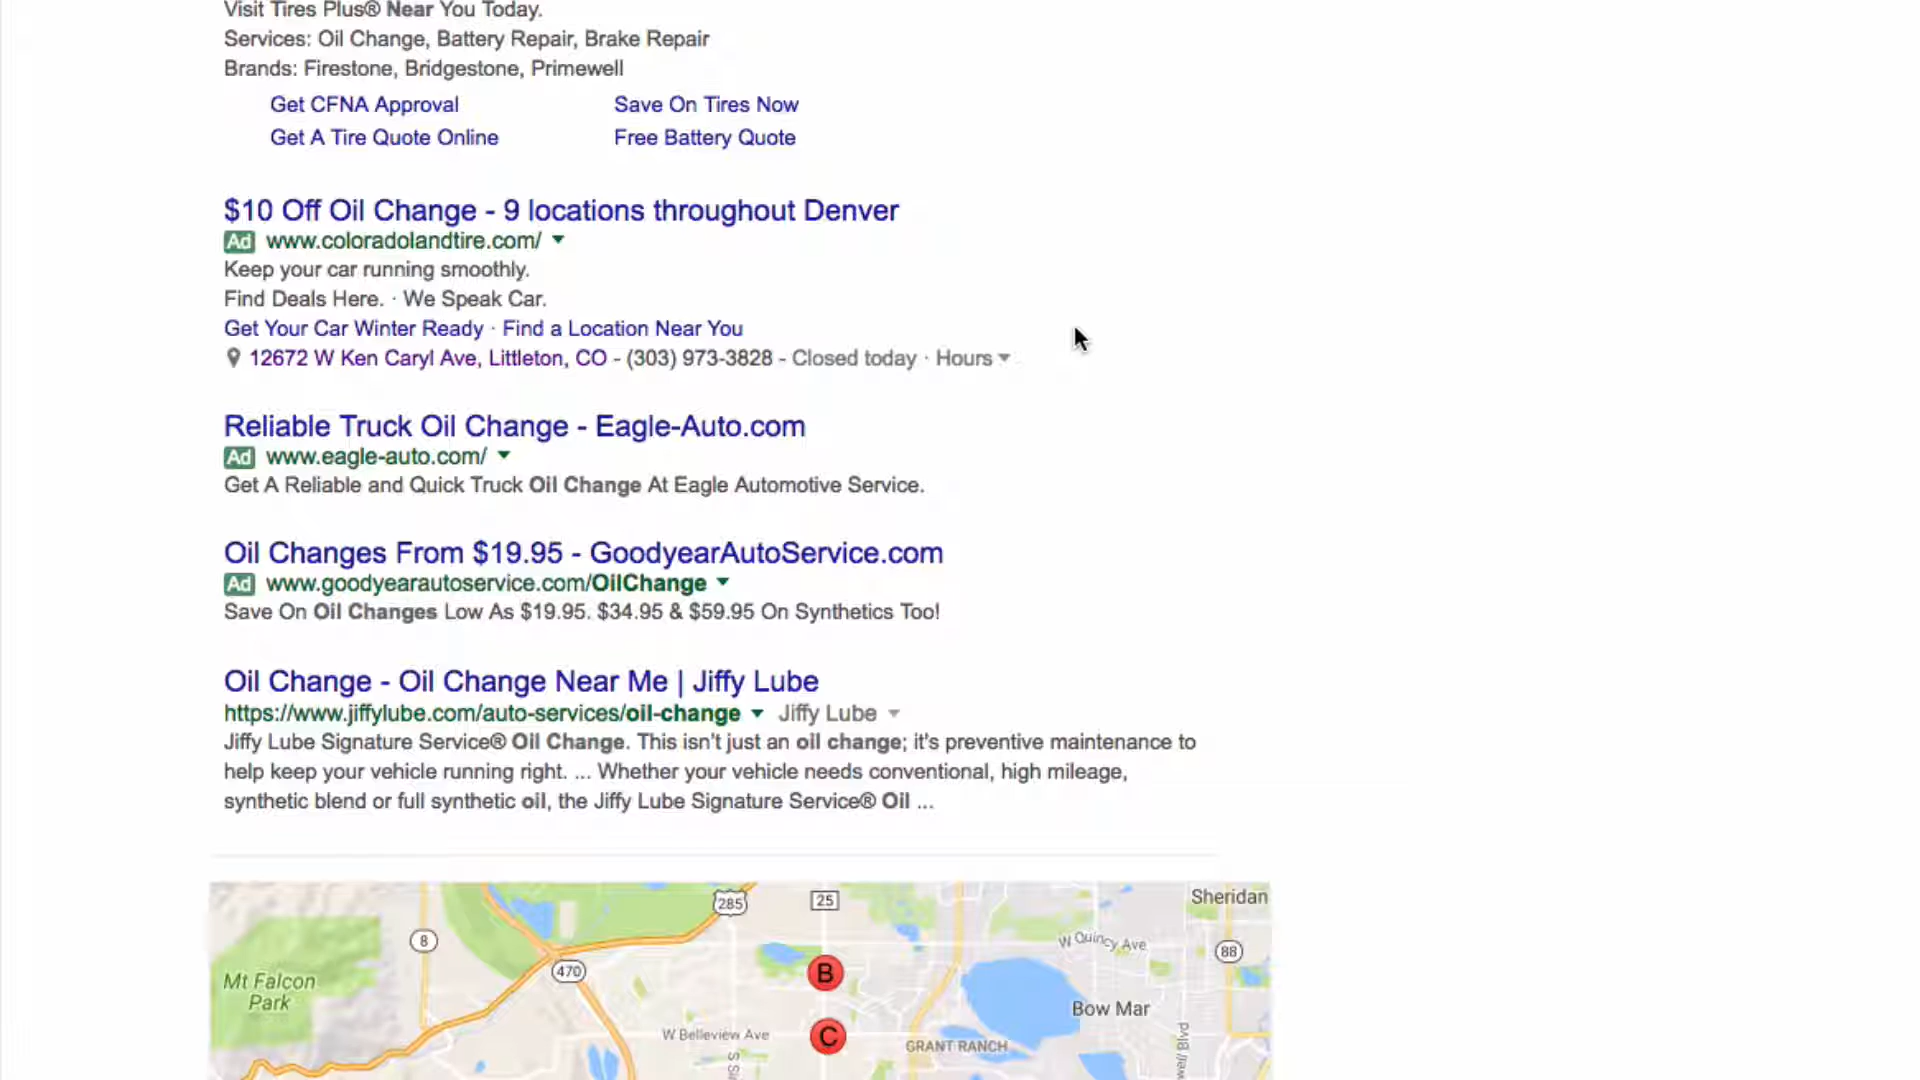 Visit Tires Plus® Near You Today.
Services: Oil Change, Battery Repair, Brake Repair
Brands: Firestone, Bridgestone, Primewell
Get CFNA Approval Save On Tires Now
Get A Tire Quote Online Free Battery Quote
$10 Off Oil Change - 9 locations throughout Denver
Ad www.coloradolandtire.com/
Keep your car running smoothly.
Find Deals Here. · We Speak Car.
Get Your Car Winter Ready · Find a Location Near You
12672 W Ken Caryl Ave, Littleton, CO - (303) 973-3828 - Closed today · Hours
Reliable Truck Oil Change - Eagle-Auto.com
Ad www.eagle-auto.com/
Get A Reliable and Quick Truck Oil Change At Eagle Automotive Service.
Oil Changes From $19.95 - GoodyearAutoService.com
Ad www.goodyearautoservice.com/OilChange
Save On Oil Changes Low As $19.95. $34.95 & $59.95 On Synthetics Too!
Oil Change - Oil Change Near Me | Jiffy Lube
https://www.jiffylube.com/auto-services/oil-change Jiffy Lube
Jiffy Lube Signature Service® Oil Change. This isn't just an oil change; it's preventive maintenance to
help keep your vehicle running right. ... Whether your vehicle needs conventional, high mileage,
synthetic blend or full synthetic oil, the Jiffy Lube Signature Service® Oil ...
285
25
Sheridan
8
W Quincy Ave
88
470
B
Mt Falcon
Park
Bow Mar
W Belleview Ave
C
GRANT RANCH